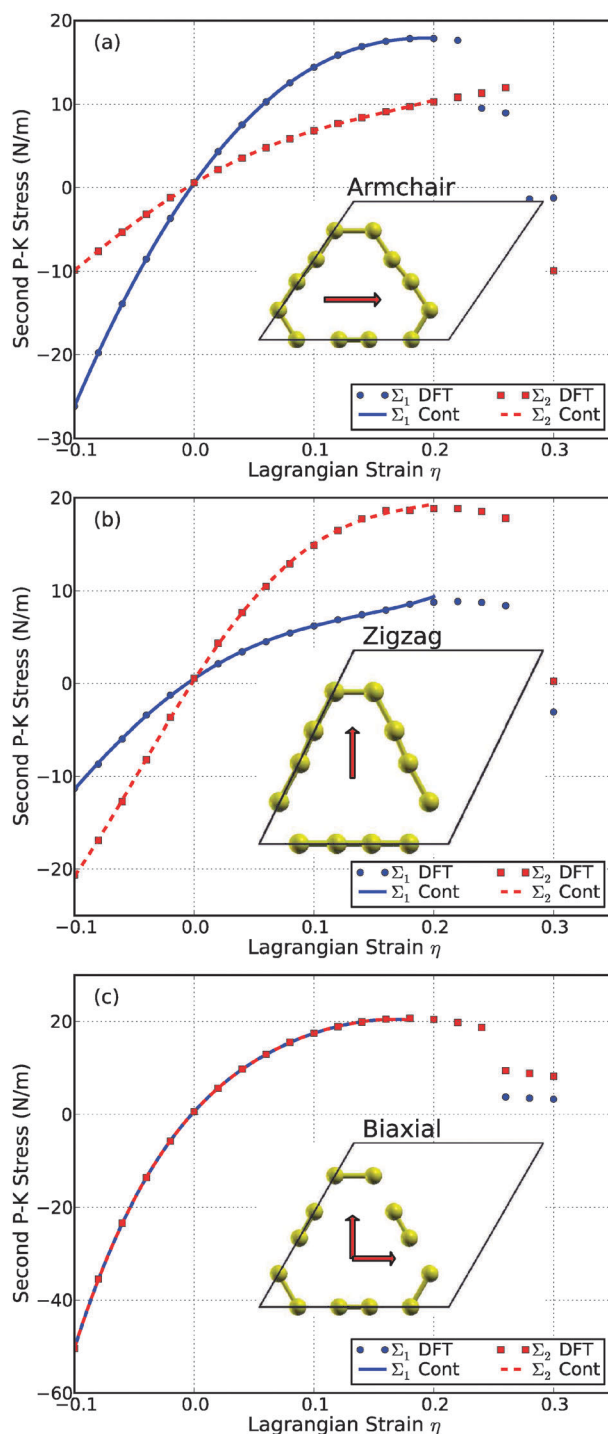 (a)
Second P-K Stress (N/m)
20
10
0
−10
−20
−30
Armchair
Σ₁ DFT Σ₂ DFT
Σ₁ Cont Σ₂ Cont
−0.1 0.0 0.1 0.2 0.3
Lagrangian Strain η
(b)
Second P-K Stress (N/m)
20
10
0
−10
−20
Zigzag
Σ₁ DFT Σ₂ DFT
Σ₁ Cont Σ₂ Cont
−0.1 0.0 0.1 0.2 0.3
Lagrangian Strain η
(c)
Second P-K Stress (N/m)
20
0
−20
−40
−60
Biaxial
Σ₁ DFT Σ₂ DFT
Σ₁ Cont Σ₂ Cont
−0.1 0.0 0.1 0.2 0.3
Lagrangian Strain η